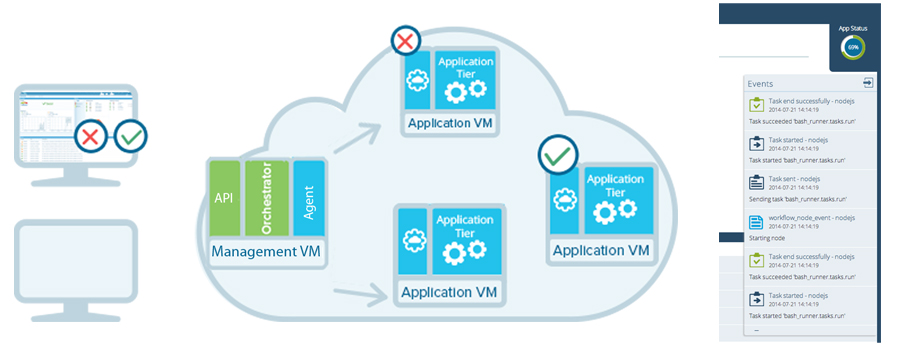 Application
Tier
Application VM
API
Orchestrator
Agent
Management VM
Application
Tier
Application VM
Application
Tier
Application VM
App Status
69%
Events
Task end successfully - nodejs
2014-07-21 14:14:19
Task succeeded 'bash_runner.tasks.run'
Task started - nodejs
2014-07-21 14:14:19
Task started 'bash_runner.tasks.run'
Task sent - nodejs
2014-07-21 14:14:19
Sending task 'bash_runner.tasks.run'
workflow_node_event - nodejs
2014-07-21 14:14:19
Starting node
Task end successfully - nodejs
2014-07-21 14:14:19
Task succeeded 'bash_runner.tasks.run'
Task started - nodejs
2014-07-21 14:14:19
Task started 'bash_runner.tasks.run'
...